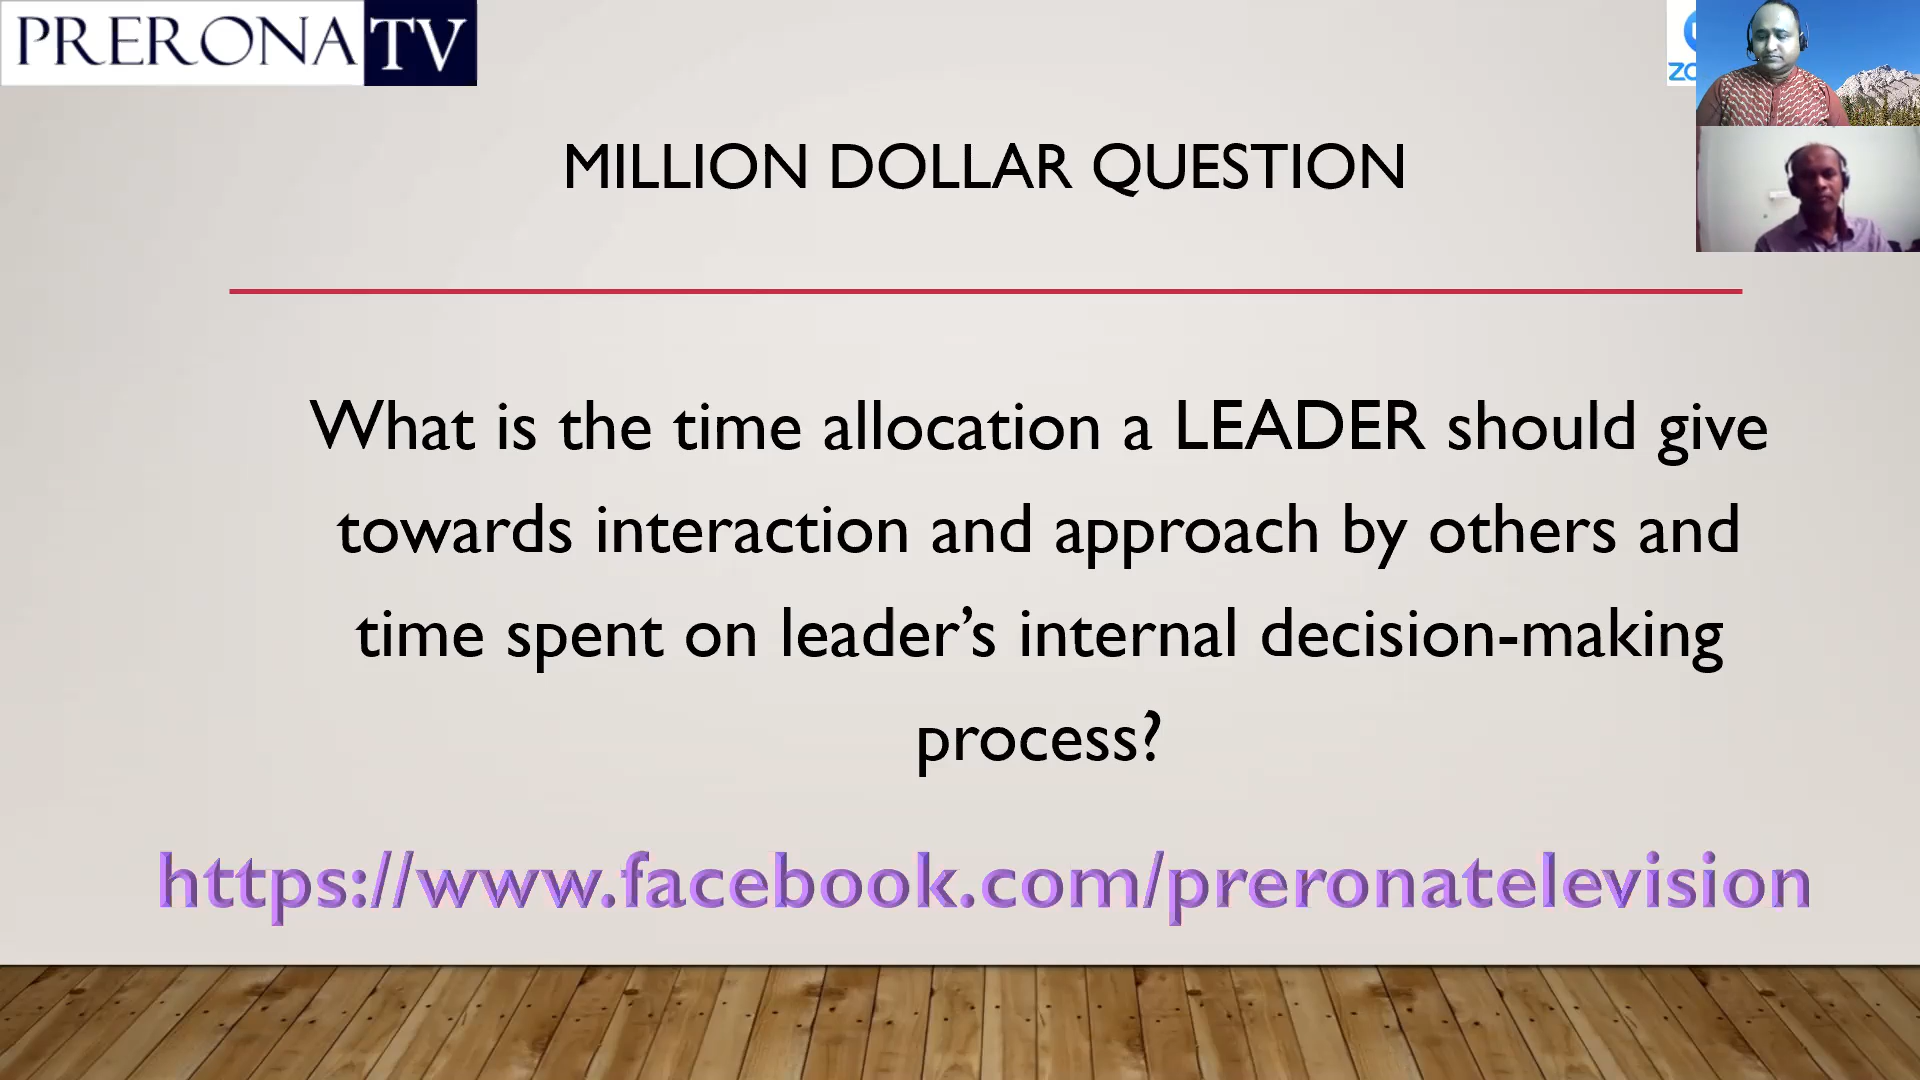 PRERONA TV
MILLION DOLLAR QUESTION
What is the time allocation a LEADER should give
towards interaction and approach by others and
time spent on leader’s internal decision-making
process?
https://www.facebook.com/preronatelevision